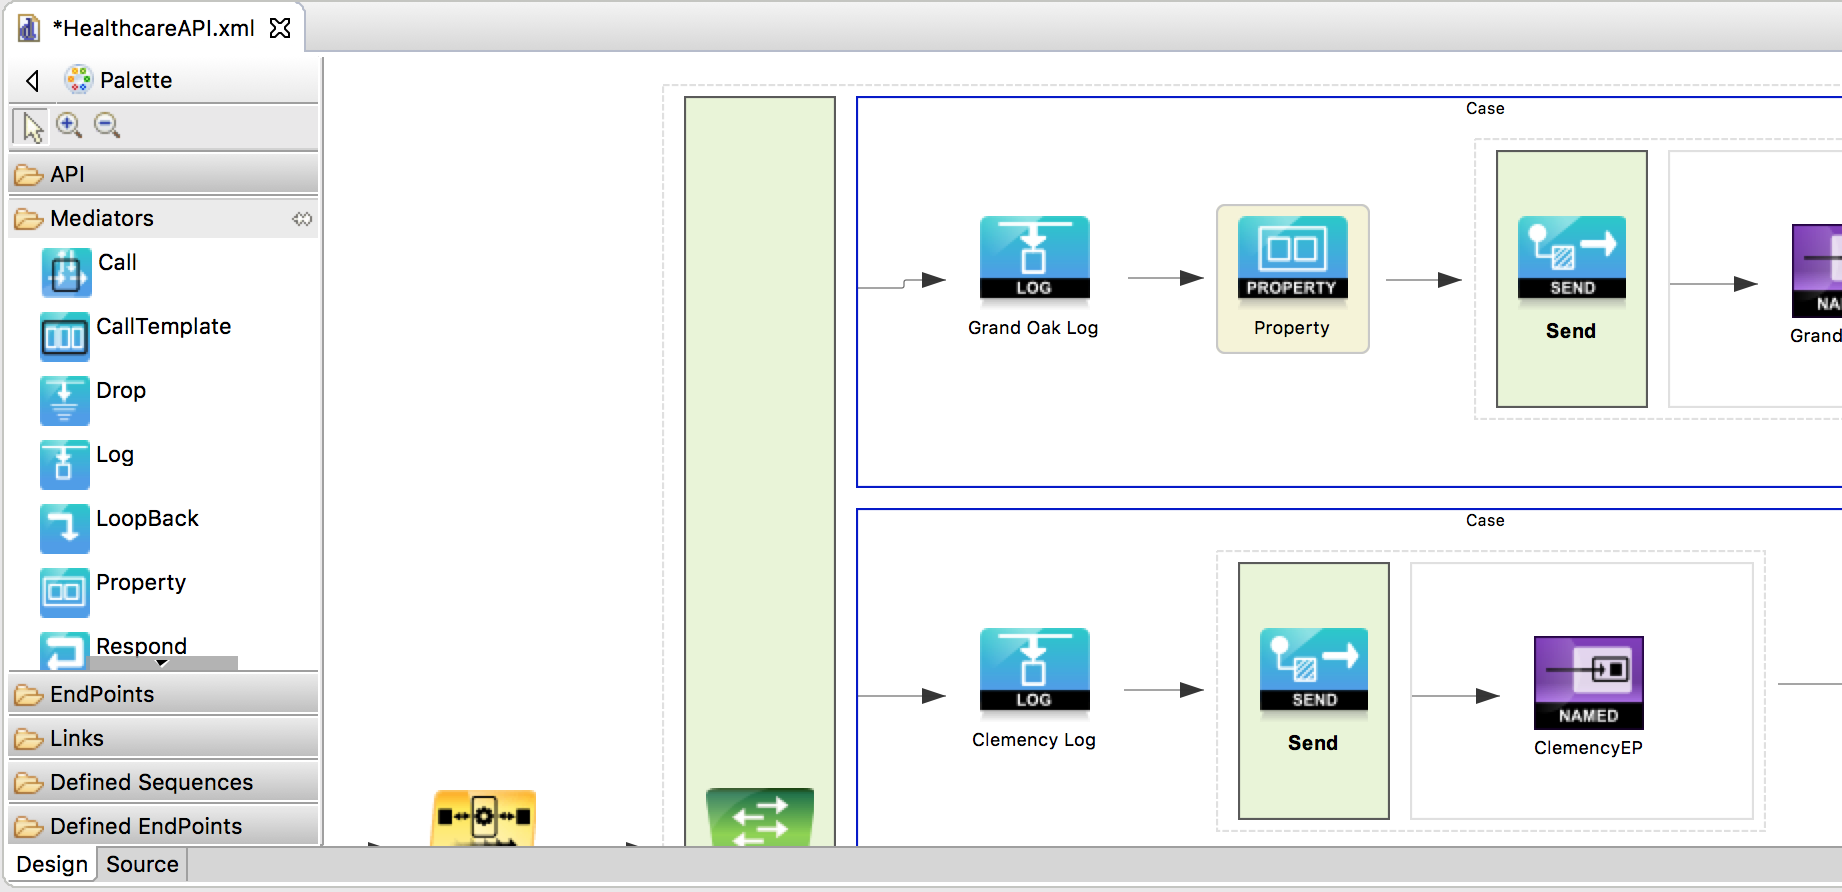 *HealthcareAPI.xml
Palette
API
Mediators
Call
CallTemplate
Drop
Log
LoopBack
Property
Respond
EndPoints
Links
Defined Sequences
Defined EndPoints
Design Source
Case
LOG
Grand Oak Log
PROPERTY
Property
SEND
Send
Grand
Case
LOG
Clemency Log
SEND
Send
NAMED
ClemencyEP